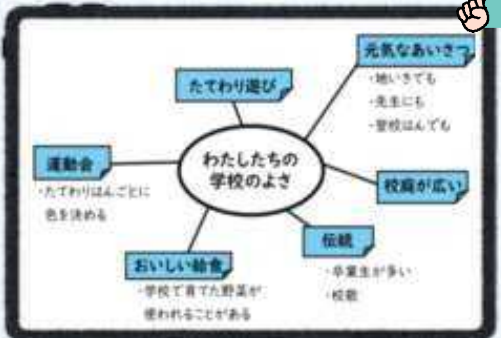 元気なあいさつ
・地いきでも
・先生にも
・登校はんでも
たてわり遊び
わたしたちの
学校のよさ
運動会
・たてわりはんごとに
色を決める
校庭が広い
伝統
・卒業生が多い
・校歌
おいしい給食
・学校で育てた野菜が
使われることがある